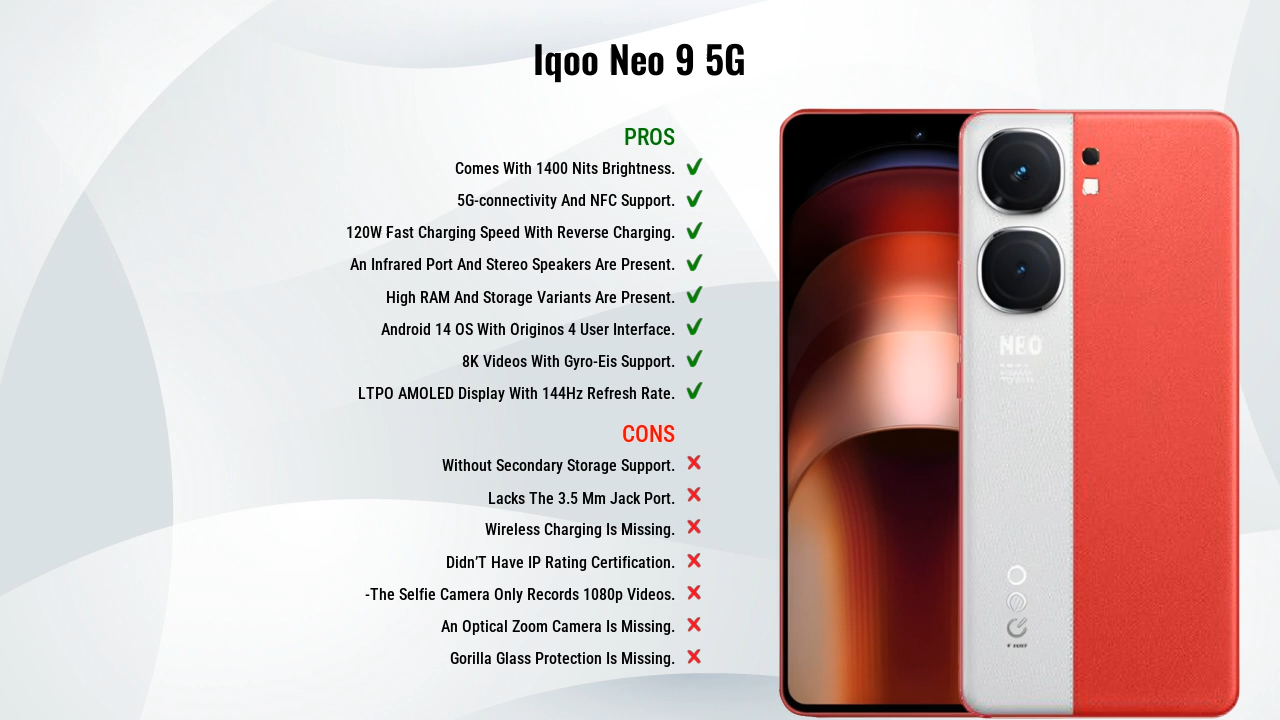 Iqoo Neo 9 5G
PROS
Comes With 1400 Nits Brightness.
5G-connectivity And NFC Support.
120W Fast Charging Speed With Reverse Charging.
An Infrared Port And Stereo Speakers Are Present.
High RAM And Storage Variants Are Present.
Android 14 OS With Originos 4 User Interface.
8K Videos With Gyro-Eis Support.
LTPO AMOLED Display With 144Hz Refresh Rate.
CONS
Without Secondary Storage Support.
Lacks The 3.5 Mm Jack Port.
Wireless Charging Is Missing.
Didn'T Have IP Rating Certification.
-The Selfie Camera Only Records 1080p Videos.
An Optical Zoom Camera Is Missing.
Gorilla Glass Protection Is Missing.
NEO